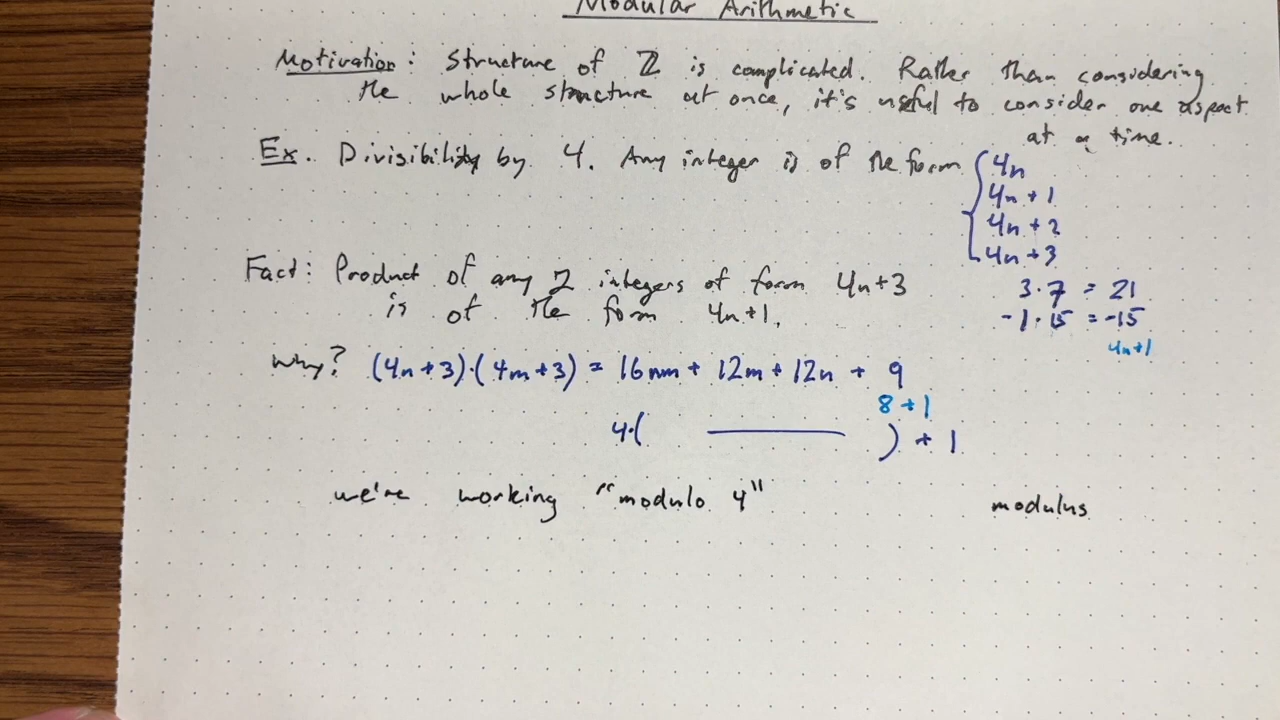 Modular Arithmetic
Motivation: Structure of ℤ is complicated. Rather than considering
the whole structure at once, it's useful to consider one aspect
at a time.
Ex. Divisibility by 4. Any integer is of the form { 4n
4n + 1
4n + 2
4n + 3
Fact: Product of any 2 integers of form 4n+3
is of the form 4n+1.
3·7 = 21
-1·15 = -15
4n+1
Why? (4n+3)·(4m+3) = 16nm + 12m + 12n + 9
8 + 1
4·( ——— ) + 1
we're working "modulo 4"
modulus